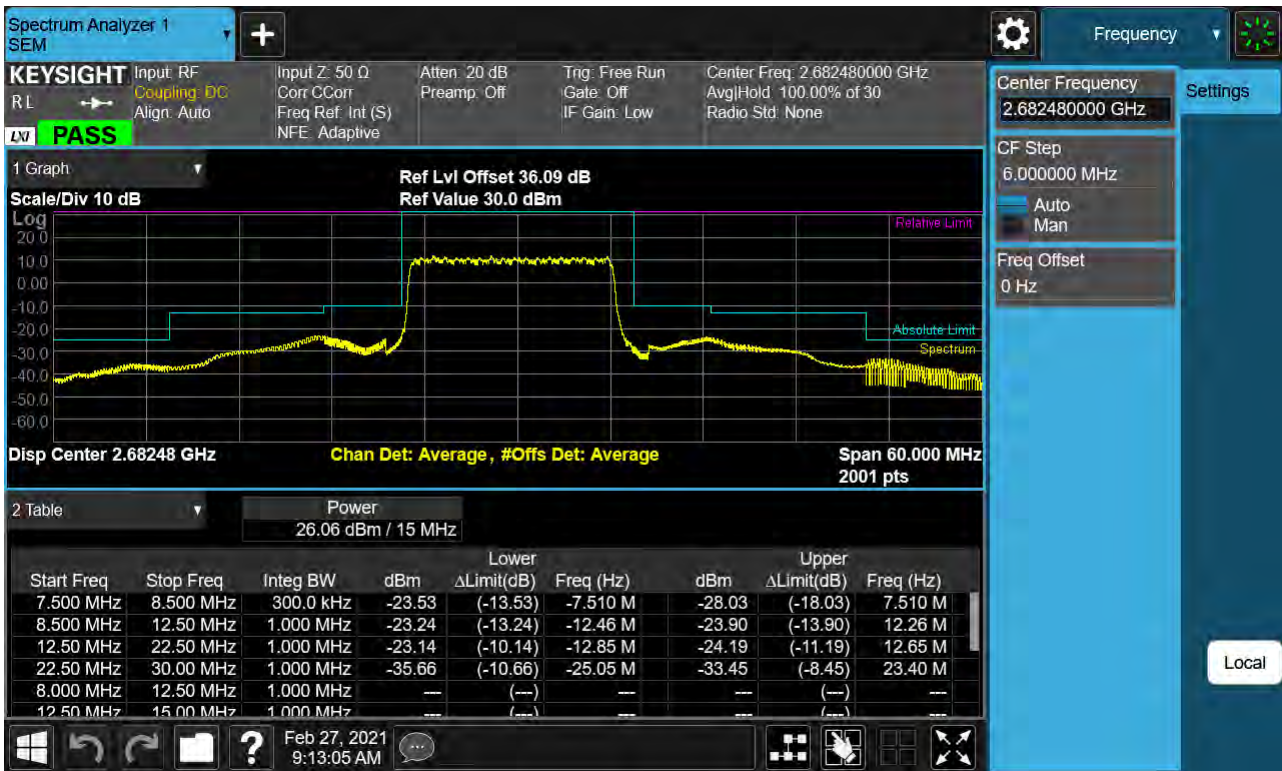 Spectrum Analyzer 1
SEM
Frequency
KEYSIGHT
R L
LXI
PASS
Input: RF
Coupling: DC
Align: Auto
Input Z: 50 Ω
Corr CCorr
Freq Ref: Int (S)
NFE: Adaptive
Atten: 20 dB
Preamp: Off
Trig: Free Run
Gate: Off
IF Gain: Low
Center Freq: 2.682480000 GHz
Avg|Hold: 100.00% of 30
Radio Std: None
Center Frequency
2.682480000 GHz
Settings
CF Step
6.000000 MHz
Auto
Man
Freq Offset
0 Hz
1 Graph
Scale/Div 10 dB
Ref Lvl Offset 36.09 dB
Ref Value 30.0 dBm
Log
20.0
10.0
0.00
-10.0
-20.0
-30.0
-40.0
-50.0
-60.0
Relative Limit
Absolute Limit
Spectrum
Disp Center 2.68248 GHz
Chan Det: Average, #Offs Det: Average
Span 60.000 MHz
2001 pts
2 Table
Power
26.06 dBm / 15 MHz
Lower Upper
Start Freq Stop Freq Integ BW dBm ΔLimit(dB) Freq (Hz) dBm ΔLimit(dB) Freq (Hz)
7.500 MHz 8.500 MHz 300.0 kHz -23.53 (-13.53) -7.510 M -28.03 (-18.03) 7.510 M
8.500 MHz 12.50 MHz 1.000 MHz -23.24 (-13.24) -12.46 M -23.90 (-13.90) 12.26 M
12.50 MHz 22.50 MHz 1.000 MHz -23.14 (-10.14) -12.85 M -24.19 (-11.19) 12.65 M
22.50 MHz 30.00 MHz 1.000 MHz -35.66 (-10.66) -25.05 M -33.45 (-8.45) 23.40 M
8.000 MHz 12.50 MHz 1.000 MHz --- (---) --- --- (---) ---
12.50 MHz 15.00 MHz 1.000 MHz --- (---) --- --- (---) ---
Local
?
Feb 27, 2021
9:13:05 AM